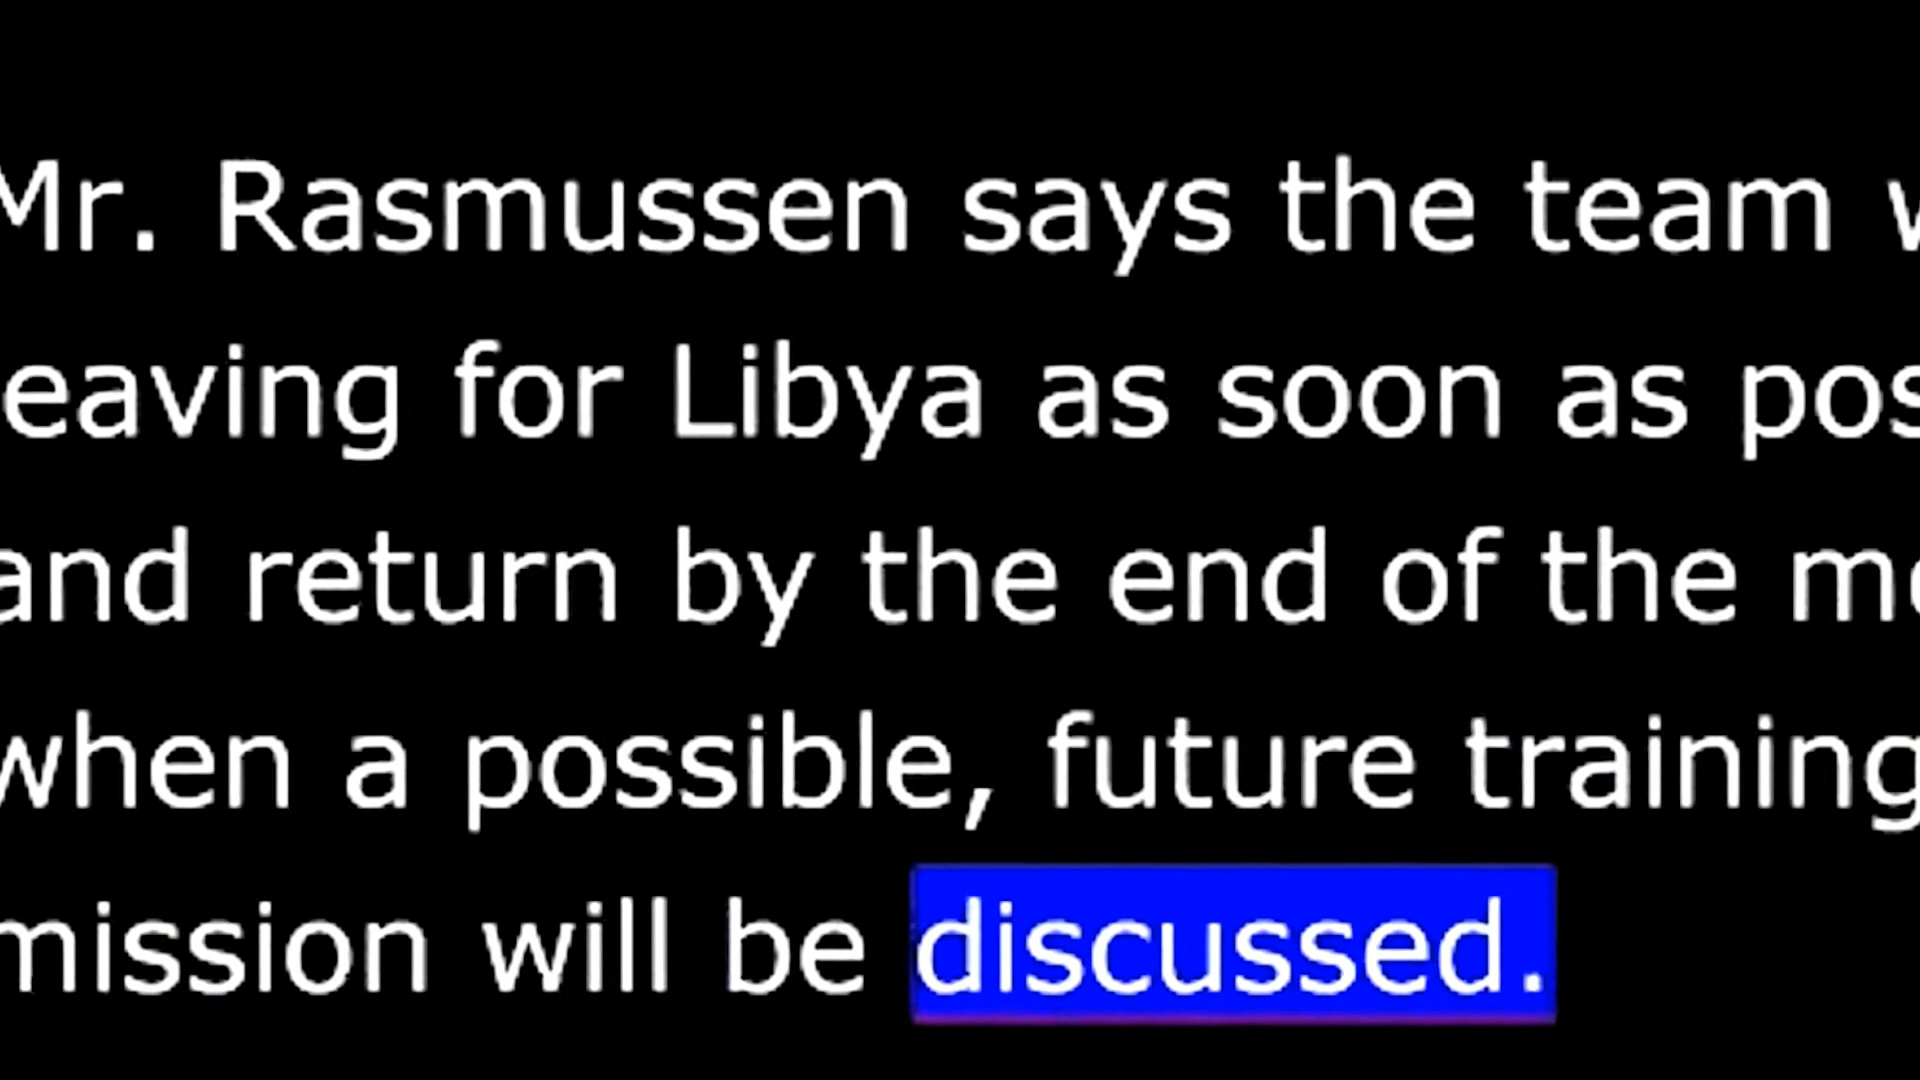 Mr. Rasmussen says the team
eaving for Libya as soon as pos
and return by the end of the
when a possible, future training
mission will be discussed.